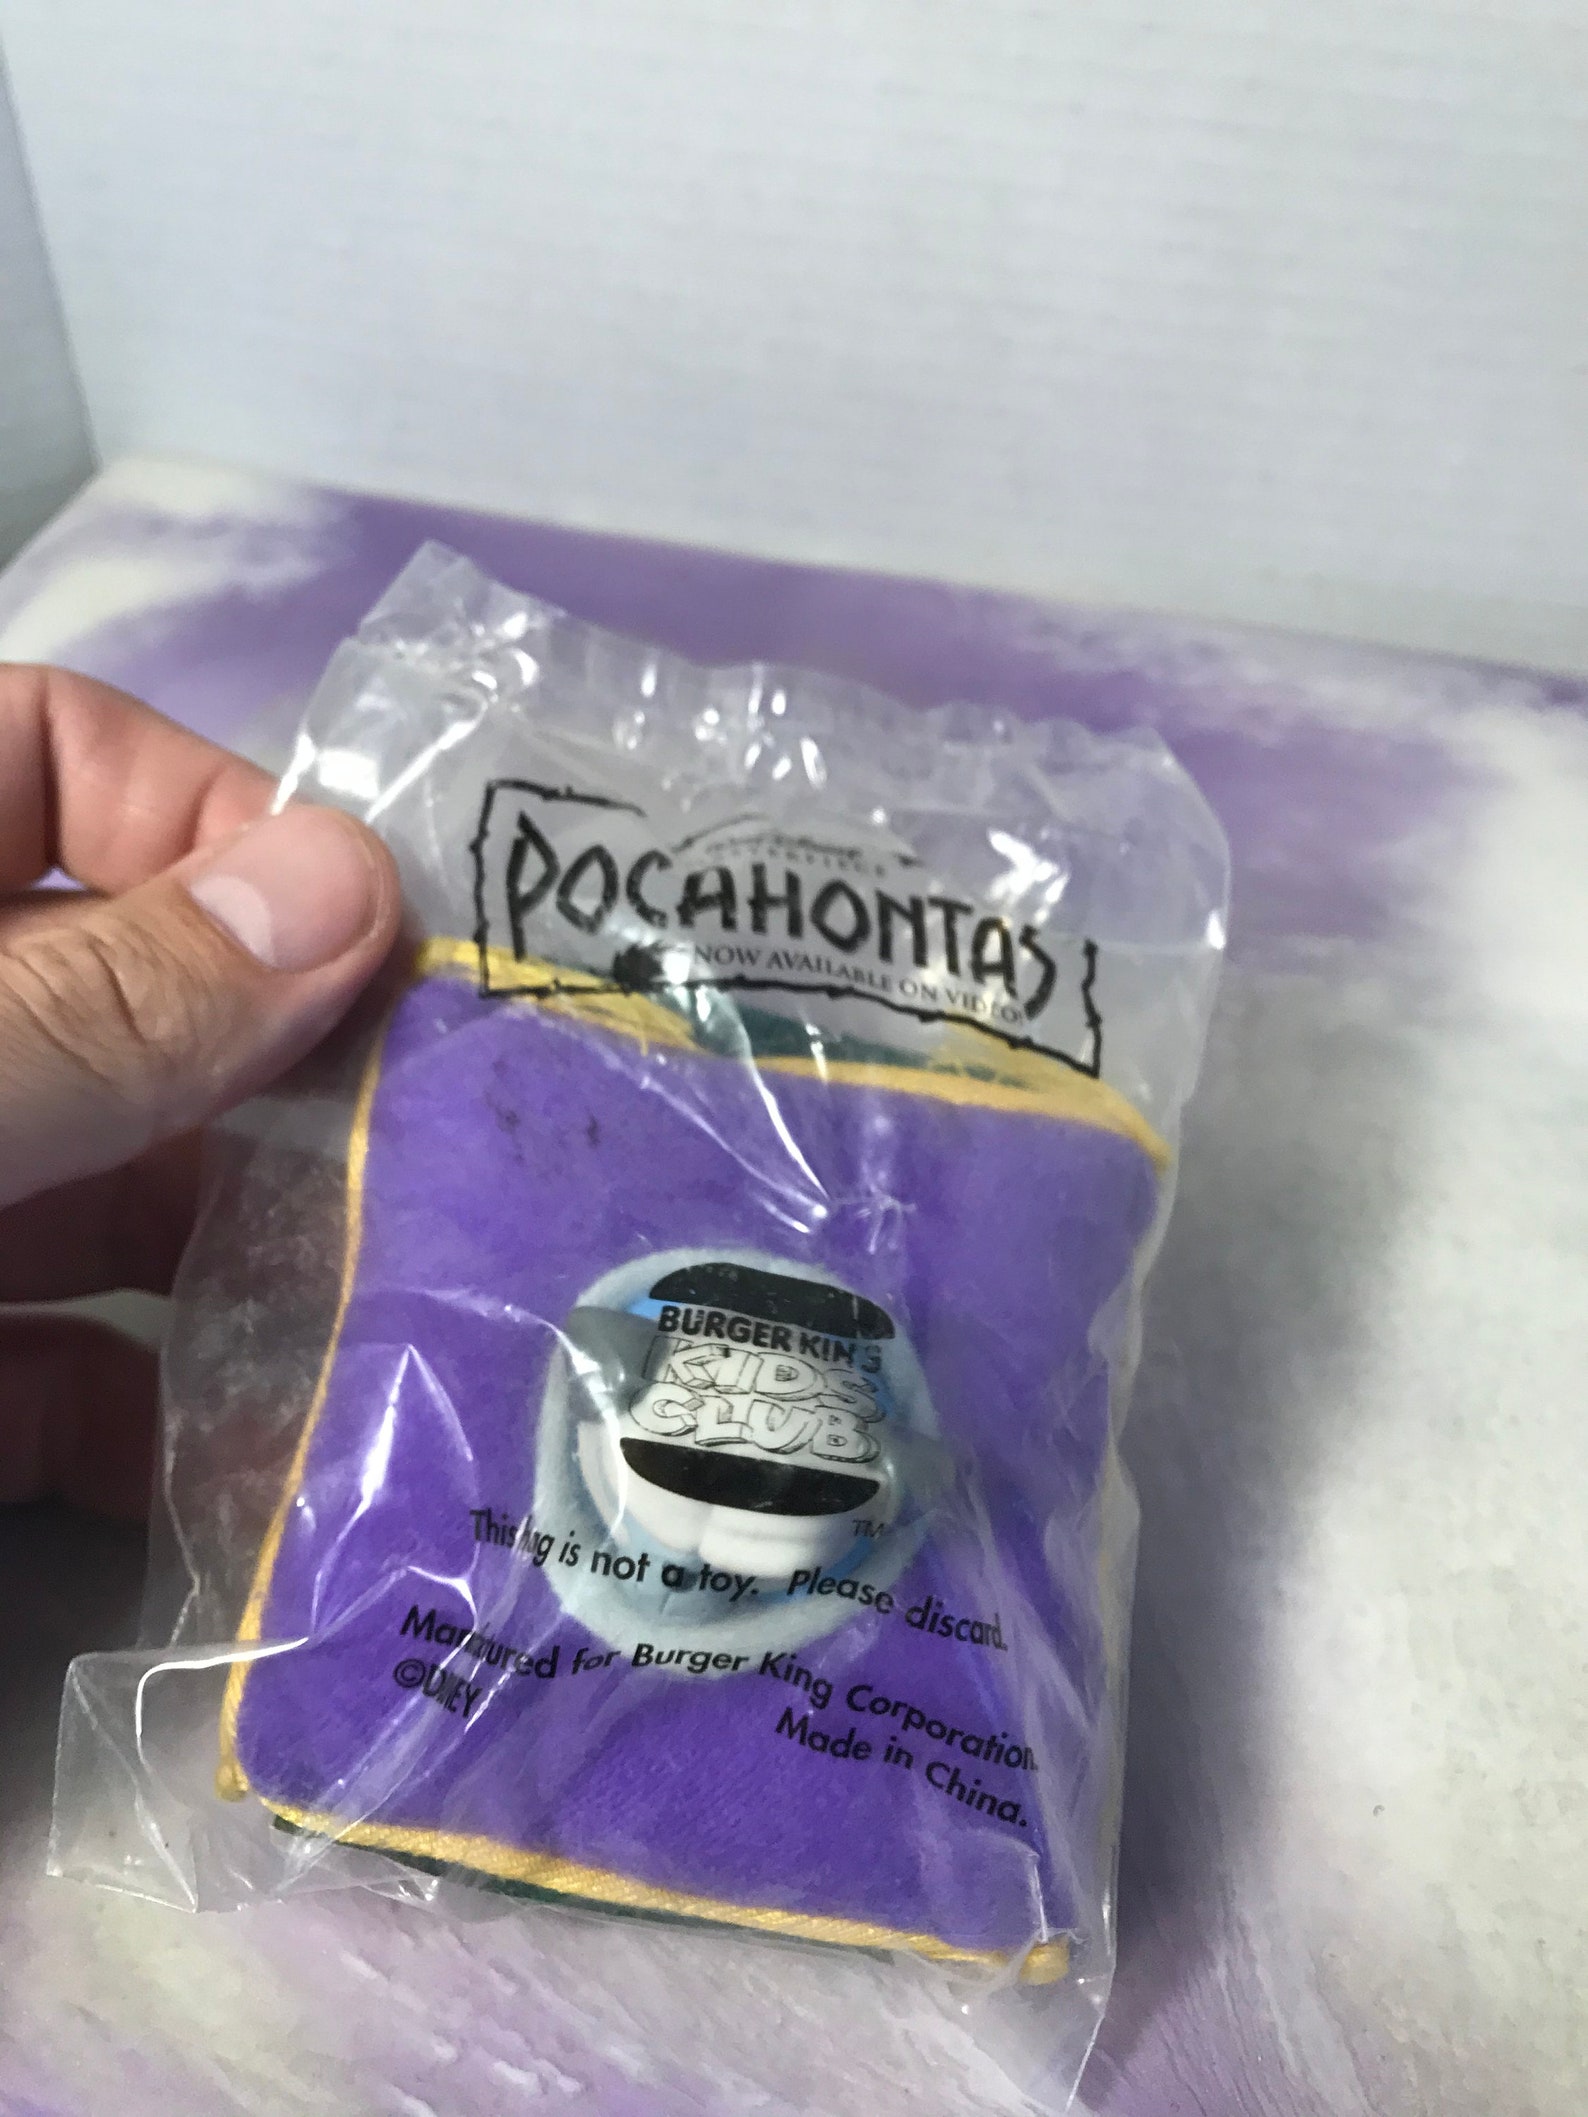 POCAHONTAS
NOW AVAILABLE ON VIDEO!
BURGER KING
KIDS
CLUB
TM
This bag is not a toy. Please discard.
Manufactured for Burger King Corporation.
©DISNEY
Made in China.